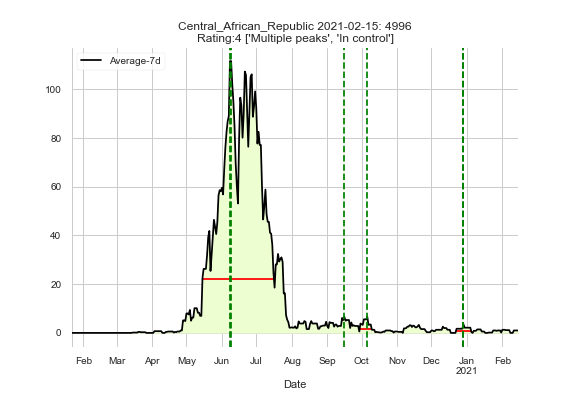 Central_African_Republic 2021-02-15: 4996
Rating:4 ['Multiple peaks', 'In control']
Average-7d
100
80
60
40
20
0
Feb Mar Apr May Jun Jul Aug Sep Oct Nov Dec Jan Feb
2021
Date